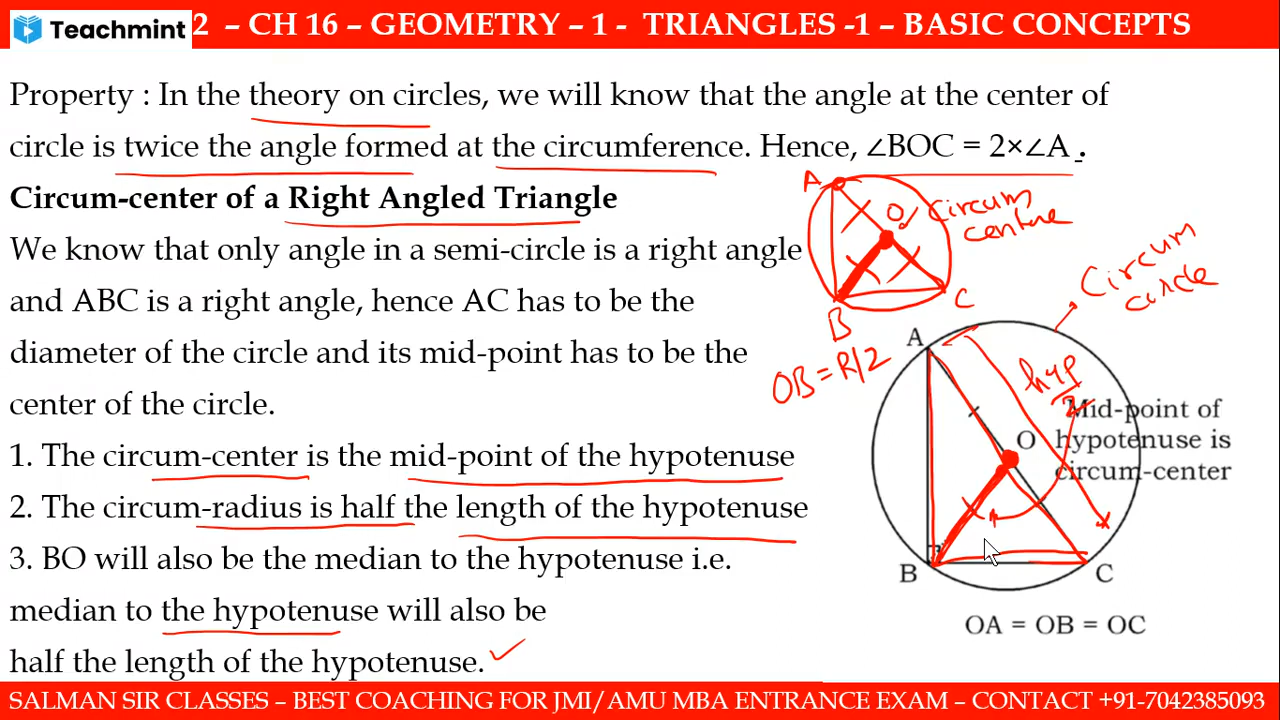 Teachmint
2 – CH 16 – GEOMETRY – 1 - TRIANGLES -1 – BASIC CONCEPTS
Property : In the theory on circles, we will know that the angle at the center of
circle is twice the angle formed at the circumference. Hence, ∠BOC = 2×∠A .
Circum-center of a Right Angled Triangle
We know that only angle in a semi-circle is a right angle
and ABC is a right angle, hence AC has to be the
diameter of the circle and its mid-point has to be the
center of the circle.
1. The circum-center is the mid-point of the hypotenuse
2. The circum-radius is half the length of the hypotenuse
3. BO will also be the median to the hypotenuse i.e.
median to the hypotenuse will also be
half the length of the hypotenuse.
A
O
Circum
centre
B
C
OB = R/2
Circum
circle
A
hyp
2
O
Mid-point of
hypotenuse is
circum-center
B
C
OA = OB = OC
SALMAN SIR CLASSES – BEST COACHING FOR JMI/AMU MBA ENTRANCE EXAM – CONTACT +91-7042385093